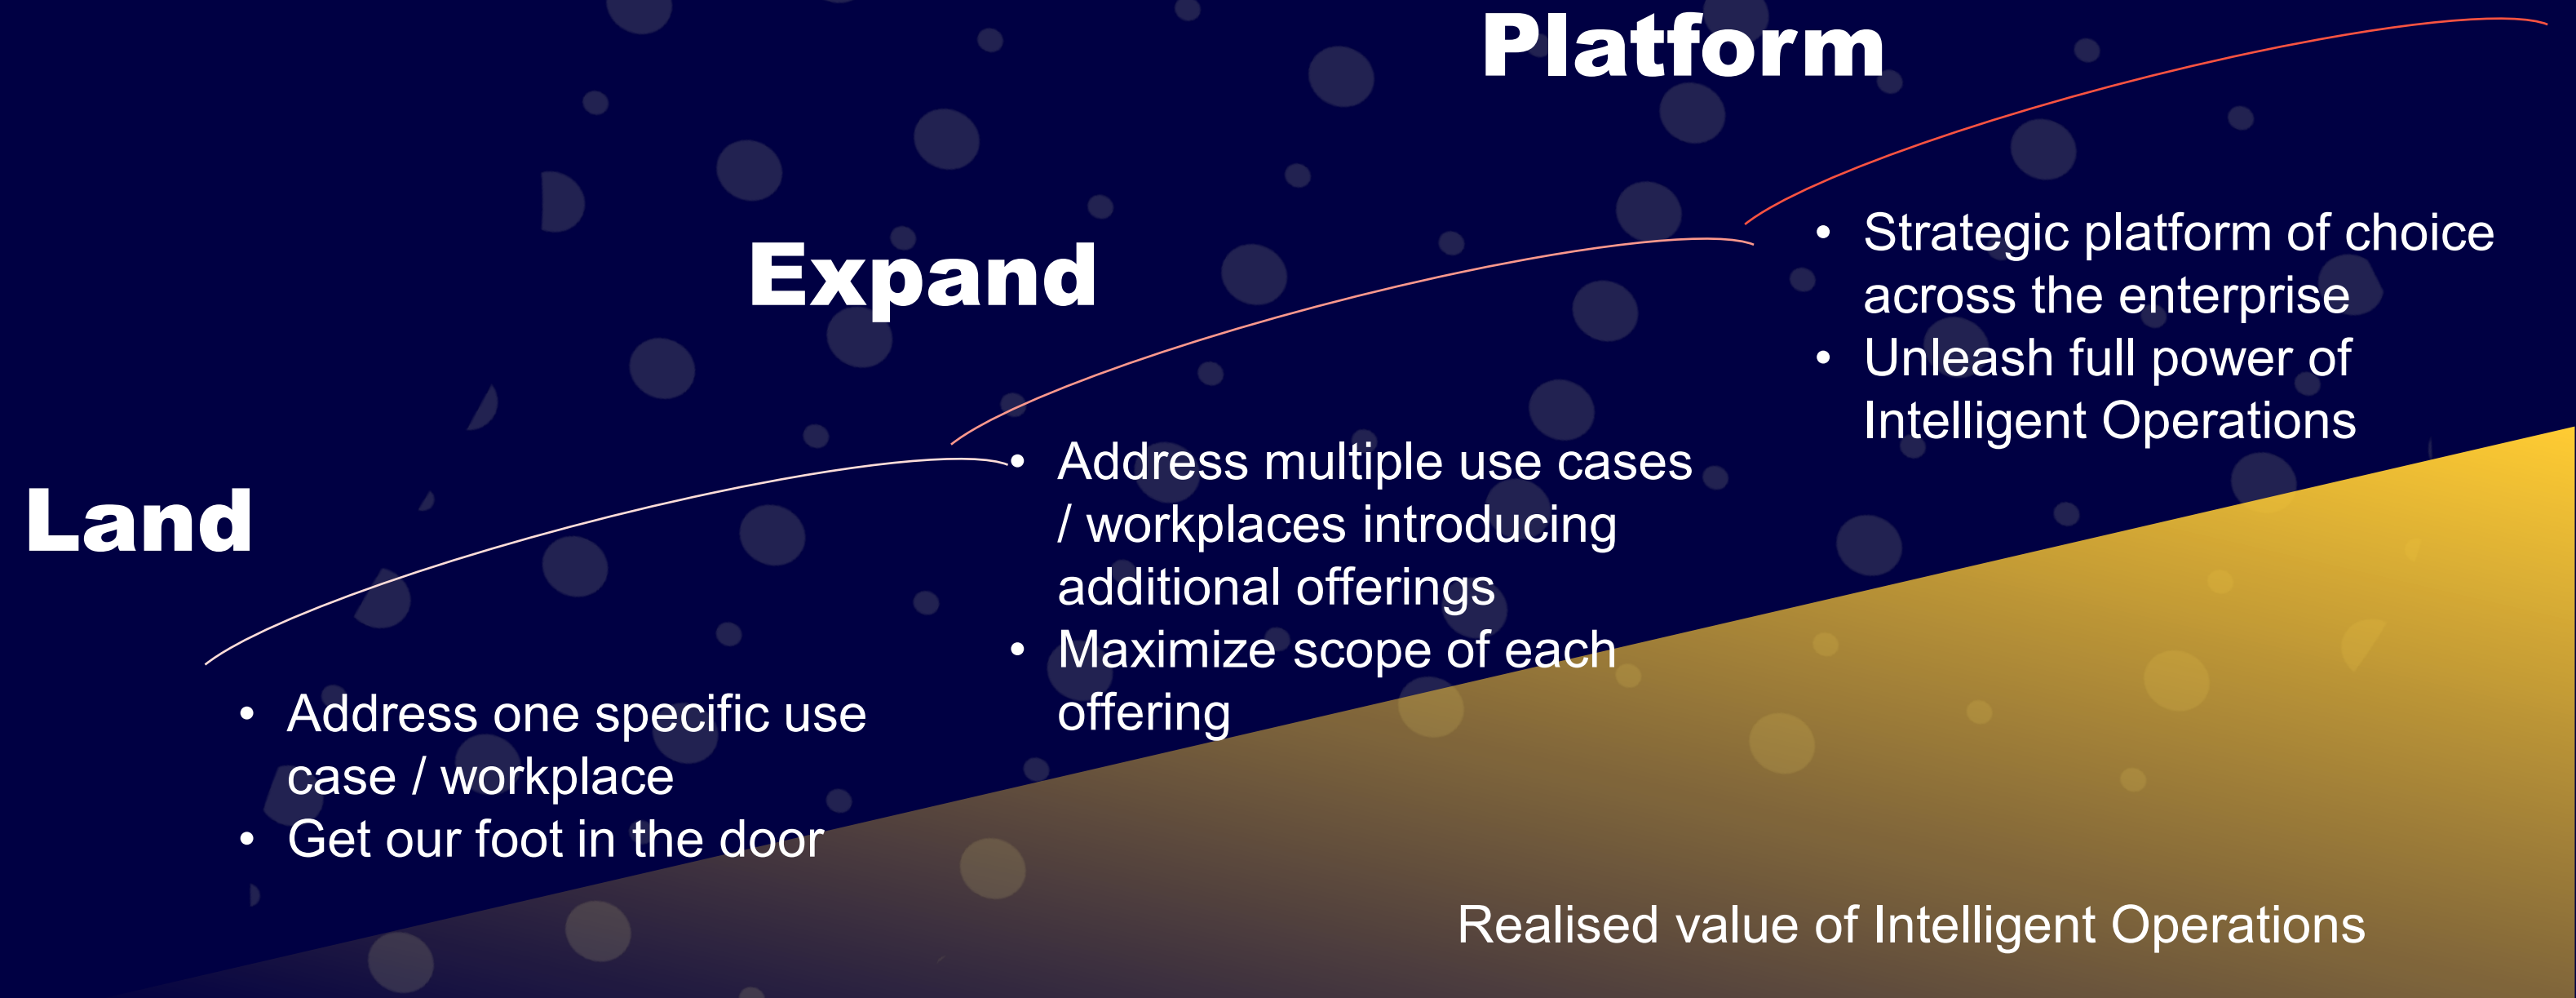 Platform
• Strategic platform of choice
across the enterprise
• Unleash full power of
Intelligent Operations
Expand
• Address multiple use cases
/ workplaces introducing
additional offerings
• Maximize scope of each
offering
Land
• Address one specific use
case / workplace
• Get our foot in the door
Realised value of Intelligent Operations